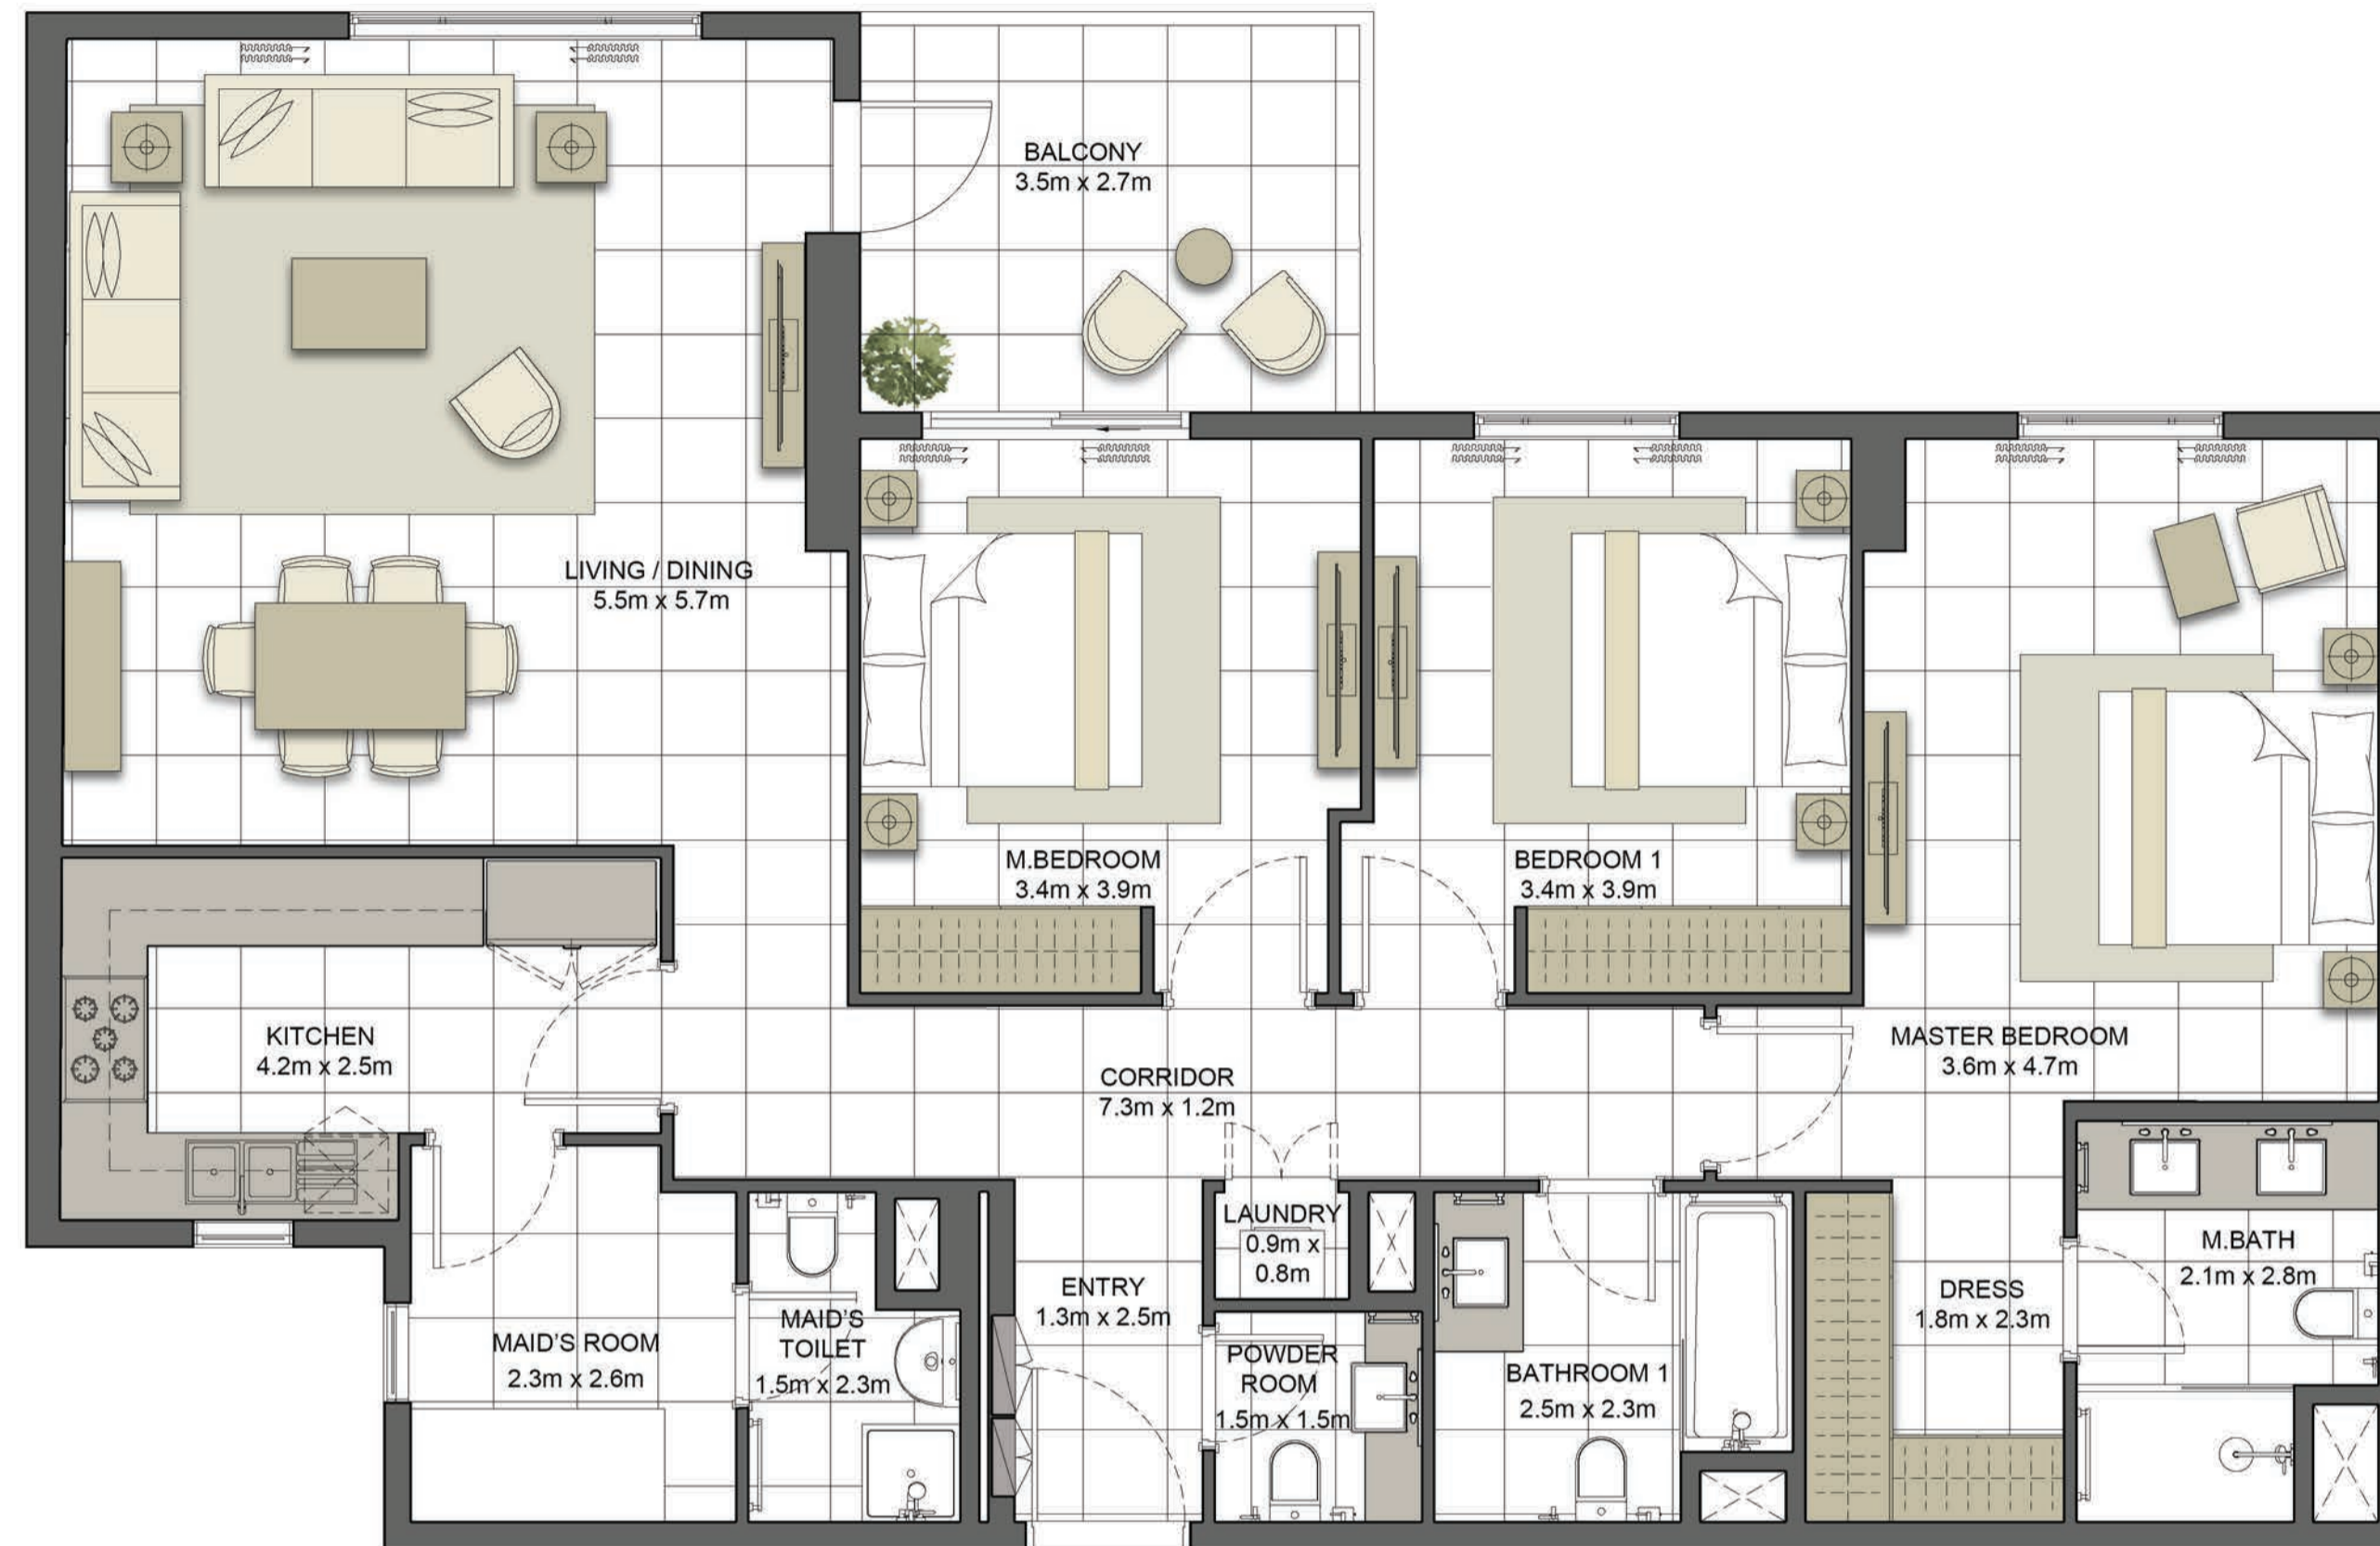 BALCONY
3.5m x 2.7m
LIVING / DINING
5.5m x 5.7m
M.BEDROOM
3.4m x 3.9m
BEDROOM 1
3.4m x 3.9m
KITCHEN
4.2m x 2.5m
MASTER BEDROOM
3.6m x 4.7m
CORRIDOR
7.3m x 1.2m
LAUNDRY
0.9m x
0.8m
M.BATH
2.1m x 2.8m
ENTRY
1.3m x 2.5m
DRESS
1.8m x 2.3m
MAID'S ROOM
2.3m x 2.6m
MAID'S
TOILET
1.5m x 2.3m
POWDER
ROOM
1.5m x 1.5m
BATHROOM 1
2.5m x 2.3m